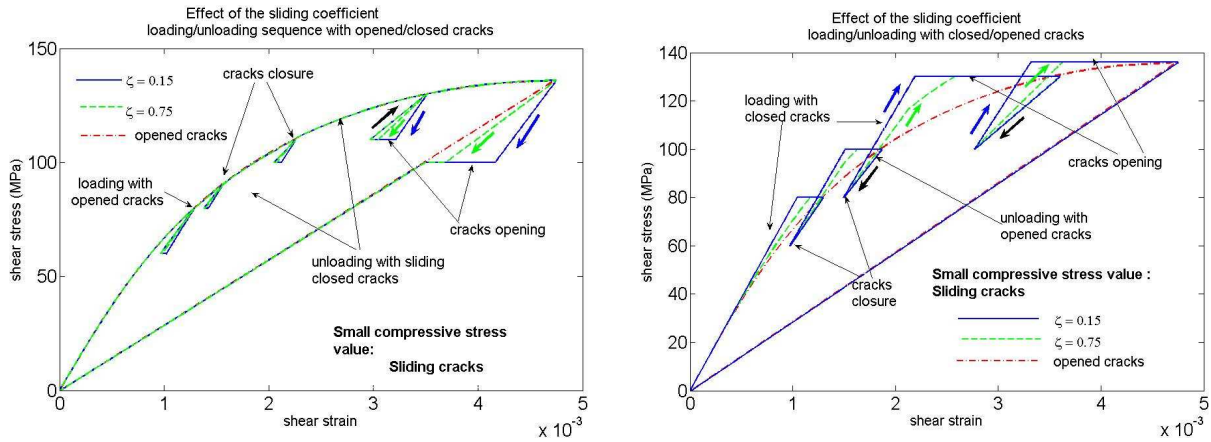 Effect of the sliding coefficient
loading/unloading sequence with opened/closed cracks
150
100
50
0
shear stress (MPa)
ζ = 0.15
ζ = 0.75
opened cracks
cracks closure
loading with
opened cracks
cracks opening
unloading with sliding
closed cracks
Small compressive stress
value:
Sliding cracks
0
1
2
3
4
5
shear strain
x 10⁻³
Effect of the sliding coefficient
loading/unloading with closed/opened cracks
140
120
100
80
60
40
20
0
shear stress (MPa)
loading with
closed cracks
cracks opening
unloading with
opened cracks
cracks
closure
Small compressive stress value :
Sliding cracks
ζ = 0.15
ζ = 0.75
opened cracks
0
1
2
3
4
5
shear strain
x 10⁻³